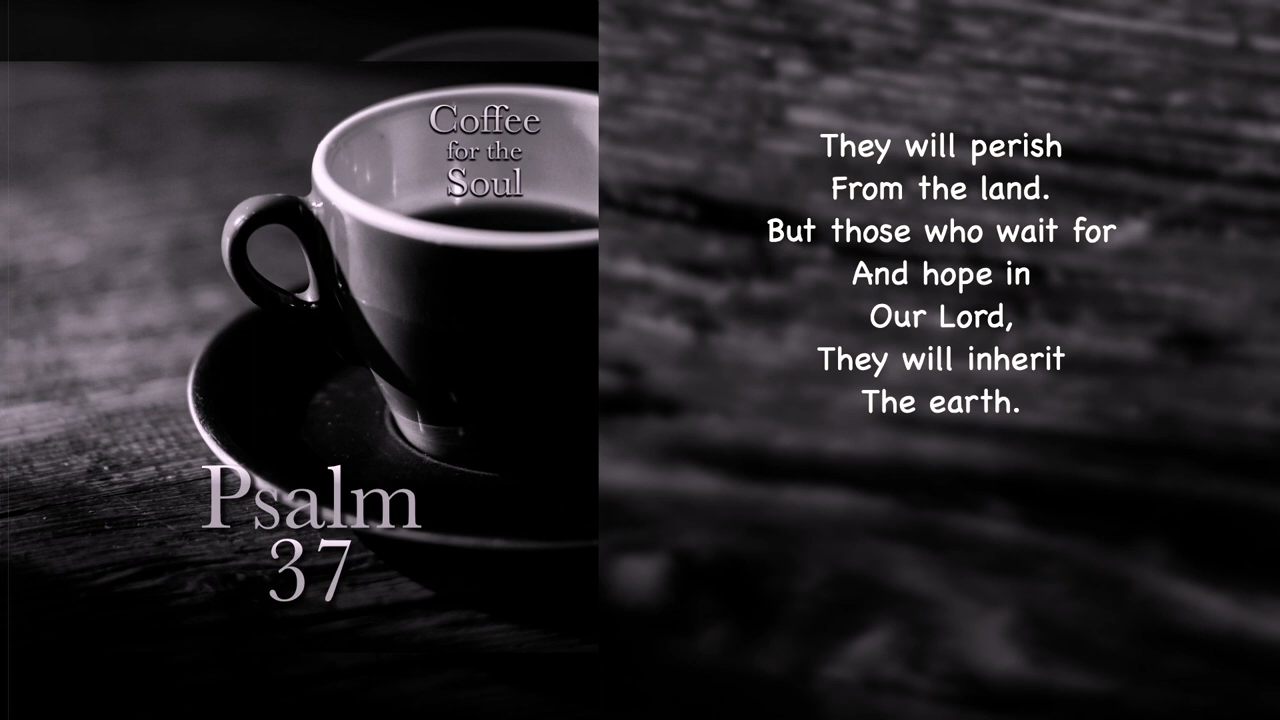 Coffee
for the
Soul
Psalm
37
They will perish
From the land.
But those who wait for
And hope in
Our Lord,
They will inherit
The earth.